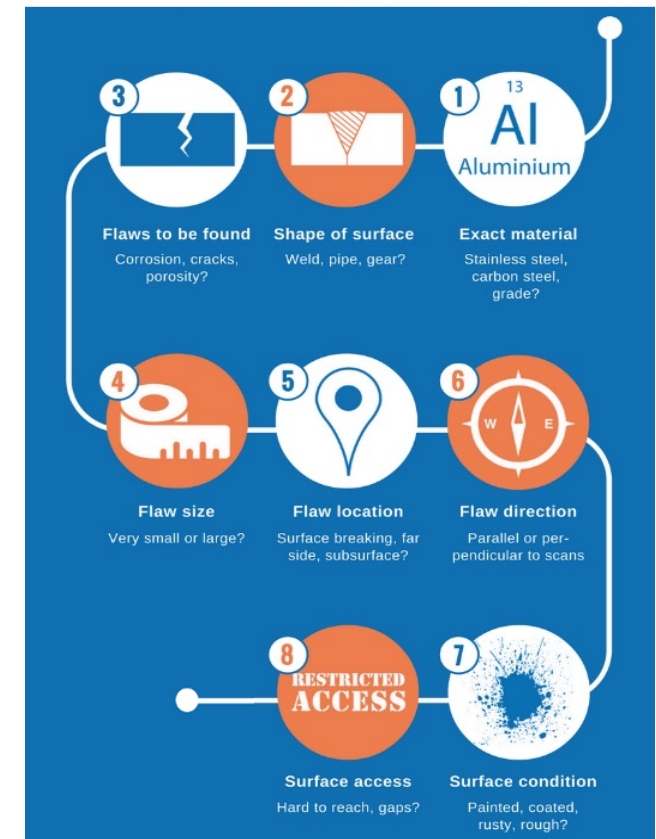 1
13
Al
Aluminium
Exact material
Stainless steel,
carbon steel,
grade?
2
Shape of surface
Weld, pipe, gear?
3
Flaws to be found
Corrosion, cracks,
porosity?
4
Flaw size
Very small or large?
5
Flaw location
Surface breaking, far
side, subsurface?
6
W E
Flaw direction
Parallel or per-
pendicular to scans
7
Surface condition
Painted, coated,
rusty, rough?
8
RESTRICTED
ACCESS
Surface access
Hard to reach, gaps?